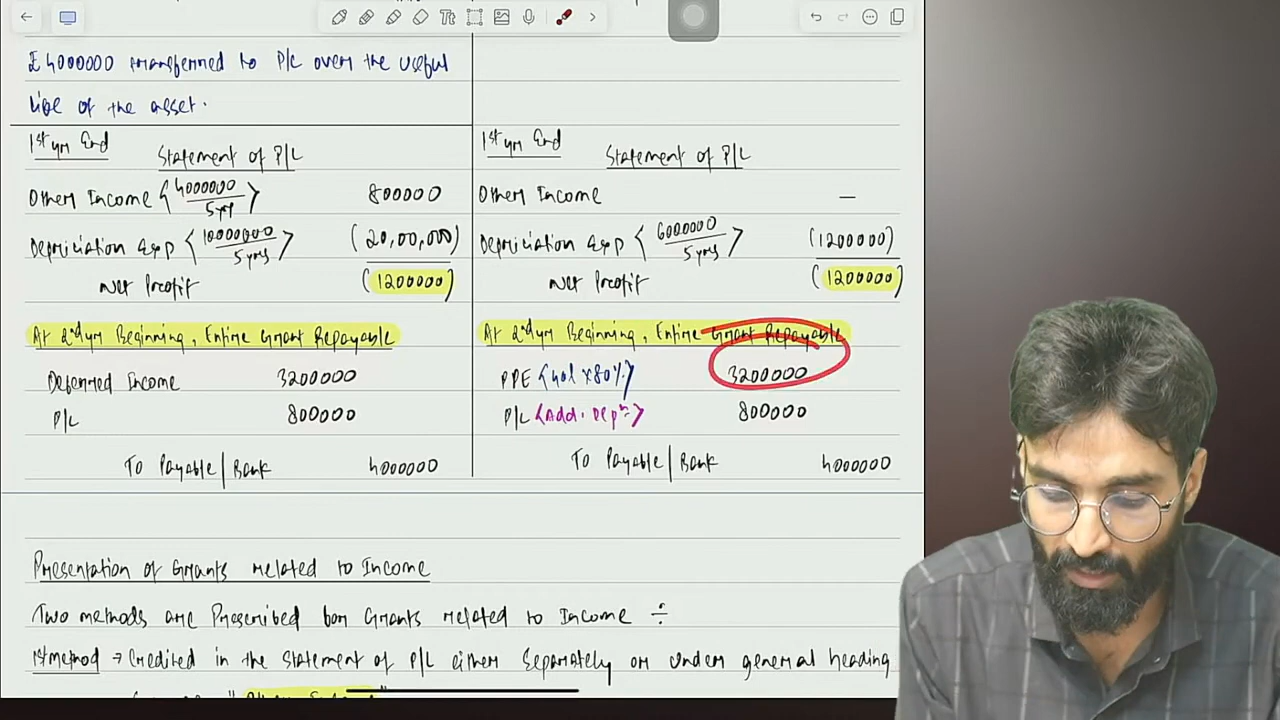 £4000000 transferred to P/L over the useful
life of the asset.
1st yr End
Statement of P/L
Other Income {4000000/5yr} 800000
Depriciation Exp {10000000/5yrs} (20,00,000)
Net Profit (1200000)
At 2nd yr Beginning, Entire Grant Repayable
Deferred Income 3200000
P/L 800000
To Payable/Bank 4000000
1st yr End
Statement of P/L
Other Income —
Depriciation Exp {6000000/5yrs} (1200000)
Net Profit (1200000)
At 2nd yr Beginning, Entire Grant Repayable
PPE {40l x 80%} 3200000
P/L {Add. Depn} 800000
To Payable/Bank 4000000
Presentation of Grants related to Income
Two methods are Prescribed for Grants related to Income ÷
1st method → Credited in the Statement of P/L either Separately or under general heading